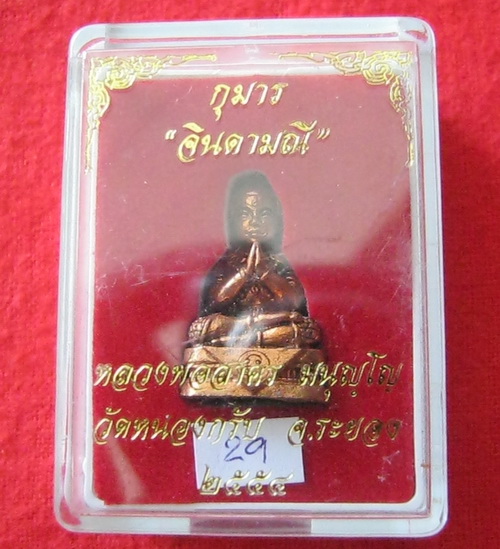 กุมาร
"จินดามณี"
หลวงพ่อสาคร มนุญฺโญ
วัดหนองกรับ จ.ระยอง
29
๒๕๕๔